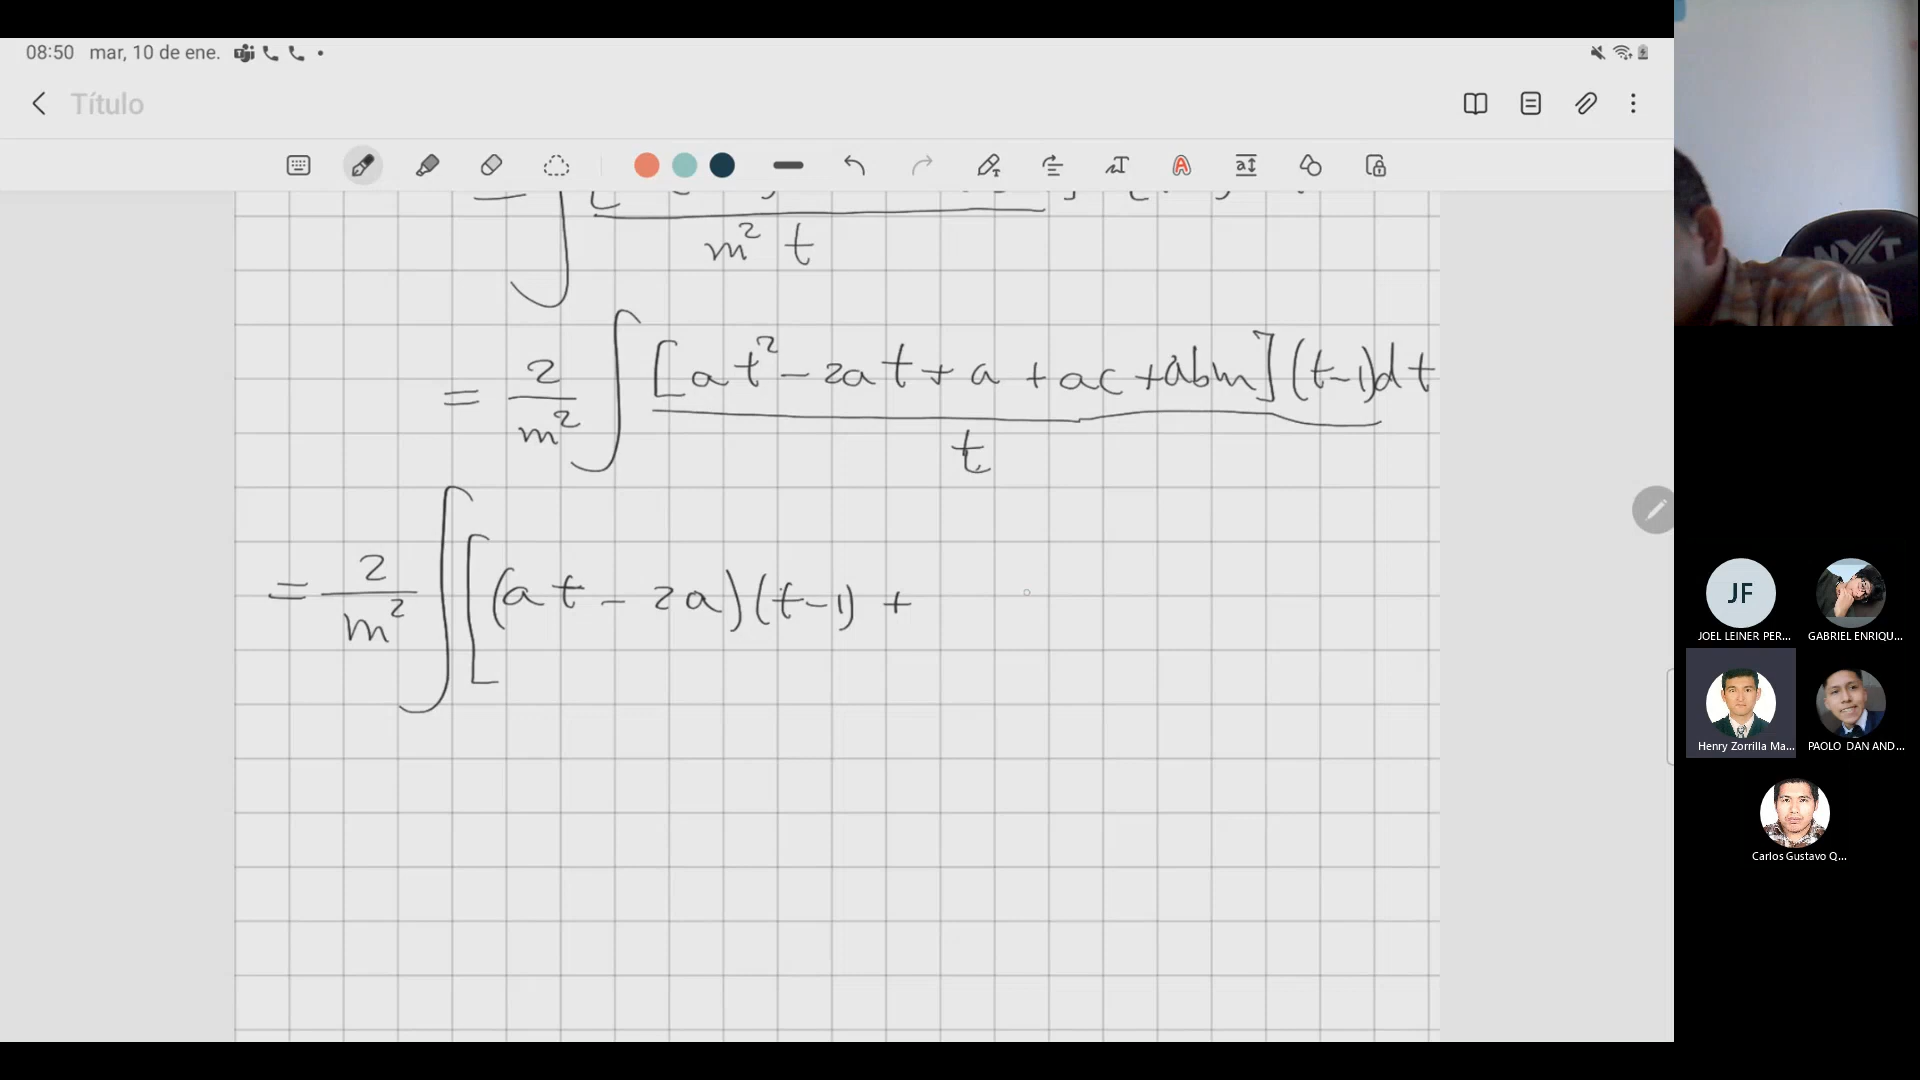 08:50 mar, 10 de ene.
Título
m² t
= 2/m² ∫ [at² - 2at + a + ac + abm](t-1)dt / t
= 2/m² ∫ [(at - 2a)(t-1) +
NXT
JF
JOEL LEINER PER...
GABRIEL ENRIQU...
Henry Zorrilla Ma...
PAOLO DAN AND...
Carlos Gustavo Q...